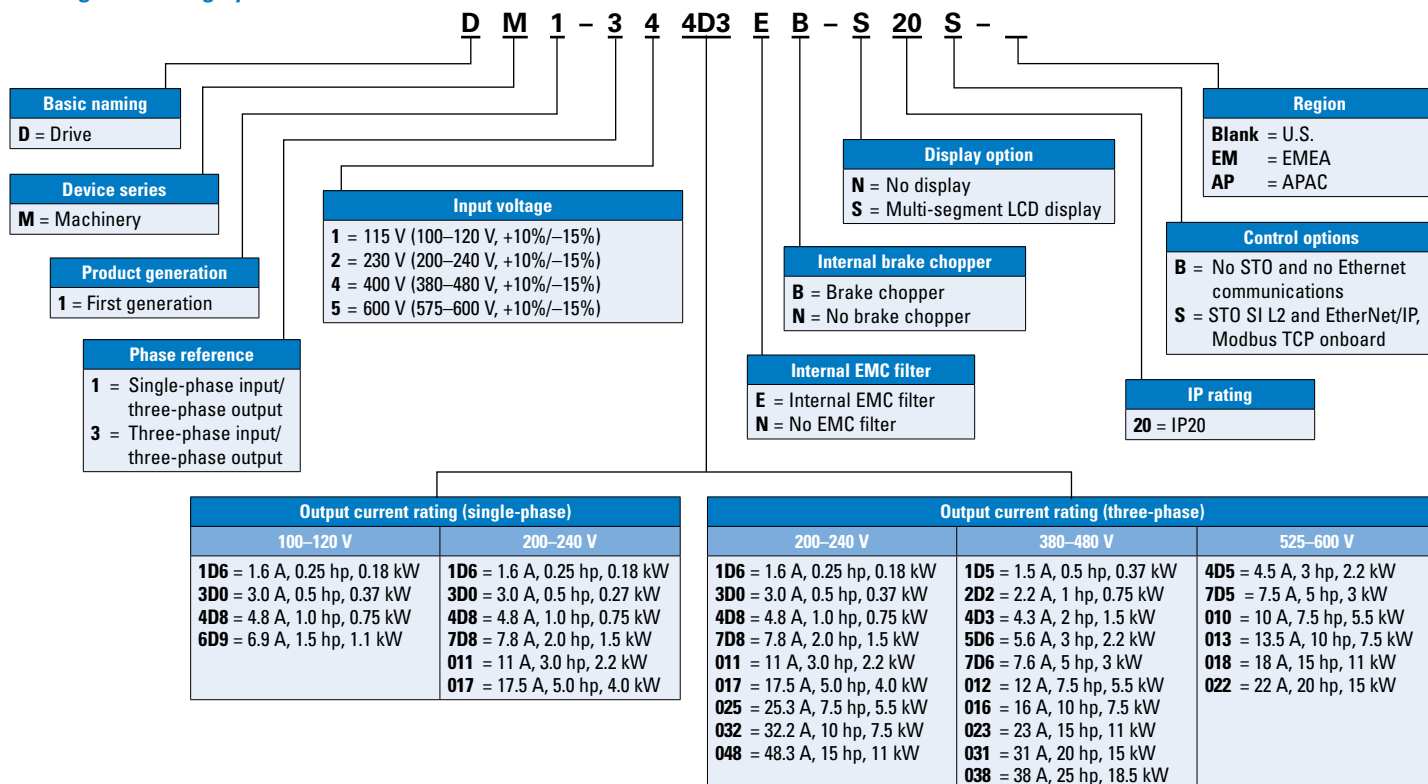 D M 1 – 3 4 4D3 E B – S 20 S –
Basic naming
D = Drive
Device series
M = Machinery
Product generation
1 = First generation
Phase reference
1 = Single-phase input/
three-phase output
3 = Three-phase input/
three-phase output
Input voltage
1 = 115 V (100–120 V, +10%/–15%)
2 = 230 V (200–240 V, +10%/–15%)
4 = 400 V (380–480 V, +10%/–15%)
5 = 600 V (575–600 V, +10%/–15%)
Display option
N = No display
S = Multi-segment LCD display
Internal brake chopper
B = Brake chopper
N = No brake chopper
Internal EMC filter
E = Internal EMC filter
N = No EMC filter
Region
Blank = U.S.
EM = EMEA
AP = APAC
Control options
B = No STO and no Ethernet
communications
S = STO SI L2 and EtherNet/IP,
Modbus TCP onboard
IP rating
20 = IP20
Output current rating (single-phase)
100–120 V
1D6 = 1.6 A, 0.25 hp, 0.18 kW
3D0 = 3.0 A, 0.5 hp, 0.37 kW
4D8 = 4.8 A, 1.0 hp, 0.75 kW
6D9 = 6.9 A, 1.5 hp, 1.1 kW
200–240 V
1D6 = 1.6 A, 0.25 hp, 0.18 kW
3D0 = 3.0 A, 0.5 hp, 0.27 kW
4D8 = 4.8 A, 1.0 hp, 0.75 kW
7D8 = 7.8 A, 2.0 hp, 1.5 kW
011 = 11 A, 3.0 hp, 2.2 kW
017 = 17.5 A, 5.0 hp, 4.0 kW
Output current rating (three-phase)
200–240 V
1D6 = 1.6 A, 0.25 hp, 0.18 kW
3D0 = 3.0 A, 0.5 hp, 0.37 kW
4D8 = 4.8 A, 1.0 hp, 0.75 kW
7D8 = 7.8 A, 2.0 hp, 1.5 kW
011 = 11 A, 3.0 hp, 2.2 kW
017 = 17.5 A, 5.0 hp, 4.0 kW
025 = 25.3 A, 7.5 hp, 5.5 kW
032 = 32.2 A, 10 hp, 7.5 kW
048 = 48.3 A, 15 hp, 11 kW
380–480 V
1D5 = 1.5 A, 0.5 hp, 0.37 kW
2D2 = 2.2 A, 1 hp, 0.75 kW
4D3 = 4.3 A, 2 hp, 1.5 kW
5D6 = 5.6 A, 3 hp, 2.2 kW
7D6 = 7.6 A, 5 hp, 3 kW
012 = 12 A, 7.5 hp, 5.5 kW
016 = 16 A, 10 hp, 7.5 kW
023 = 23 A, 15 hp, 11 kW
031 = 31 A, 20 hp, 15 kW
038 = 38 A, 25 hp, 18.5 kW
525–600 V
4D5 = 4.5 A, 3 hp, 2.2 kW
7D5 = 7.5 A, 5 hp, 3 kW
010 = 10 A, 7.5 hp, 5.5 kW
013 = 13.5 A, 10 hp, 7.5 kW
018 = 18 A, 15 hp, 11 kW
022 = 22 A, 20 hp, 15 kW